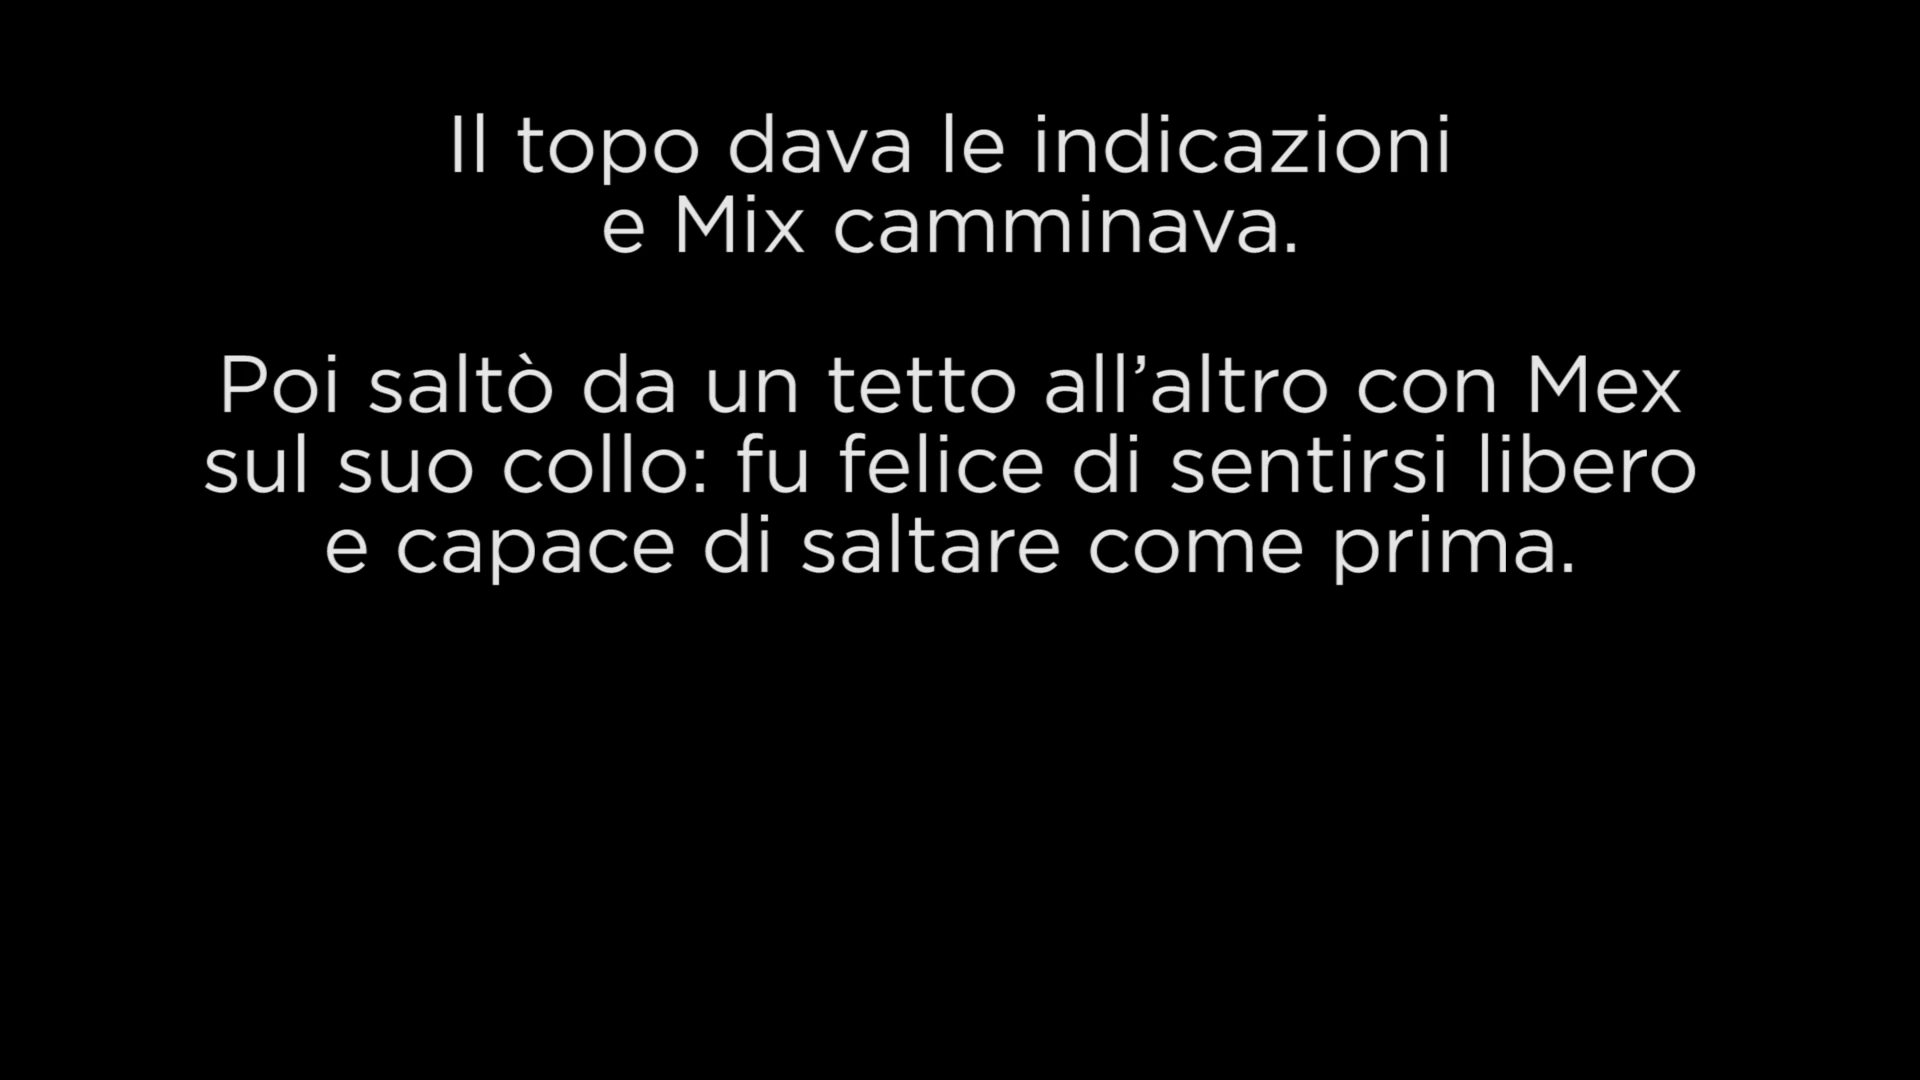 Il topo dava le indicazioni
e Mix camminava.
Poi saltò da un tetto all’altro con Mex
sul suo collo: fu felice di sentirsi libero
e capace di saltare come prima.